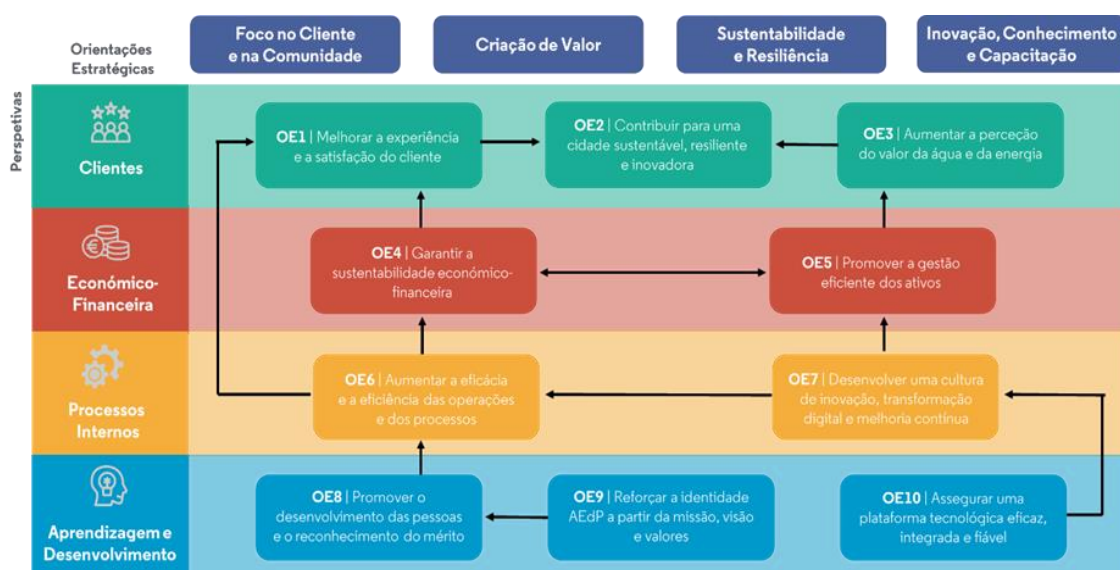 Orientações
Estratégicas
Foco no Cliente
e na Comunidade
Criação de Valor
Sustentabilidade
e Resiliência
Inovação, Conhecimento
e Capacitação
Perspetivas
Clientes
OE1 | Melhorar a experiência
e a satisfação do cliente
OE2 | Contribuir para uma
cidade sustentável, resiliente
e inovadora
OE3 | Aumentar a perceção
do valor da água e da energia
Económico-
Financeira
OE4 | Garantir a
sustentabilidade económico-
financeira
OE5 | Promover a gestão
eficiente dos ativos
Processos
Internos
OE6 | Aumentar a eficácia
e a eficiência das operações
e dos processos
OE7 | Desenvolver uma cultura
de inovação, transformação
digital e melhoria contínua
Aprendizagem e
Desenvolvimento
OE8 | Promover o
desenvolvimento das pessoas
e o reconhecimento do mérito
OE9 | Reforçar a identidade
AEdP a partir da missão, visão
e valores
OE10 | Assegurar uma
plataforma tecnológica eficaz,
integrada e fiável